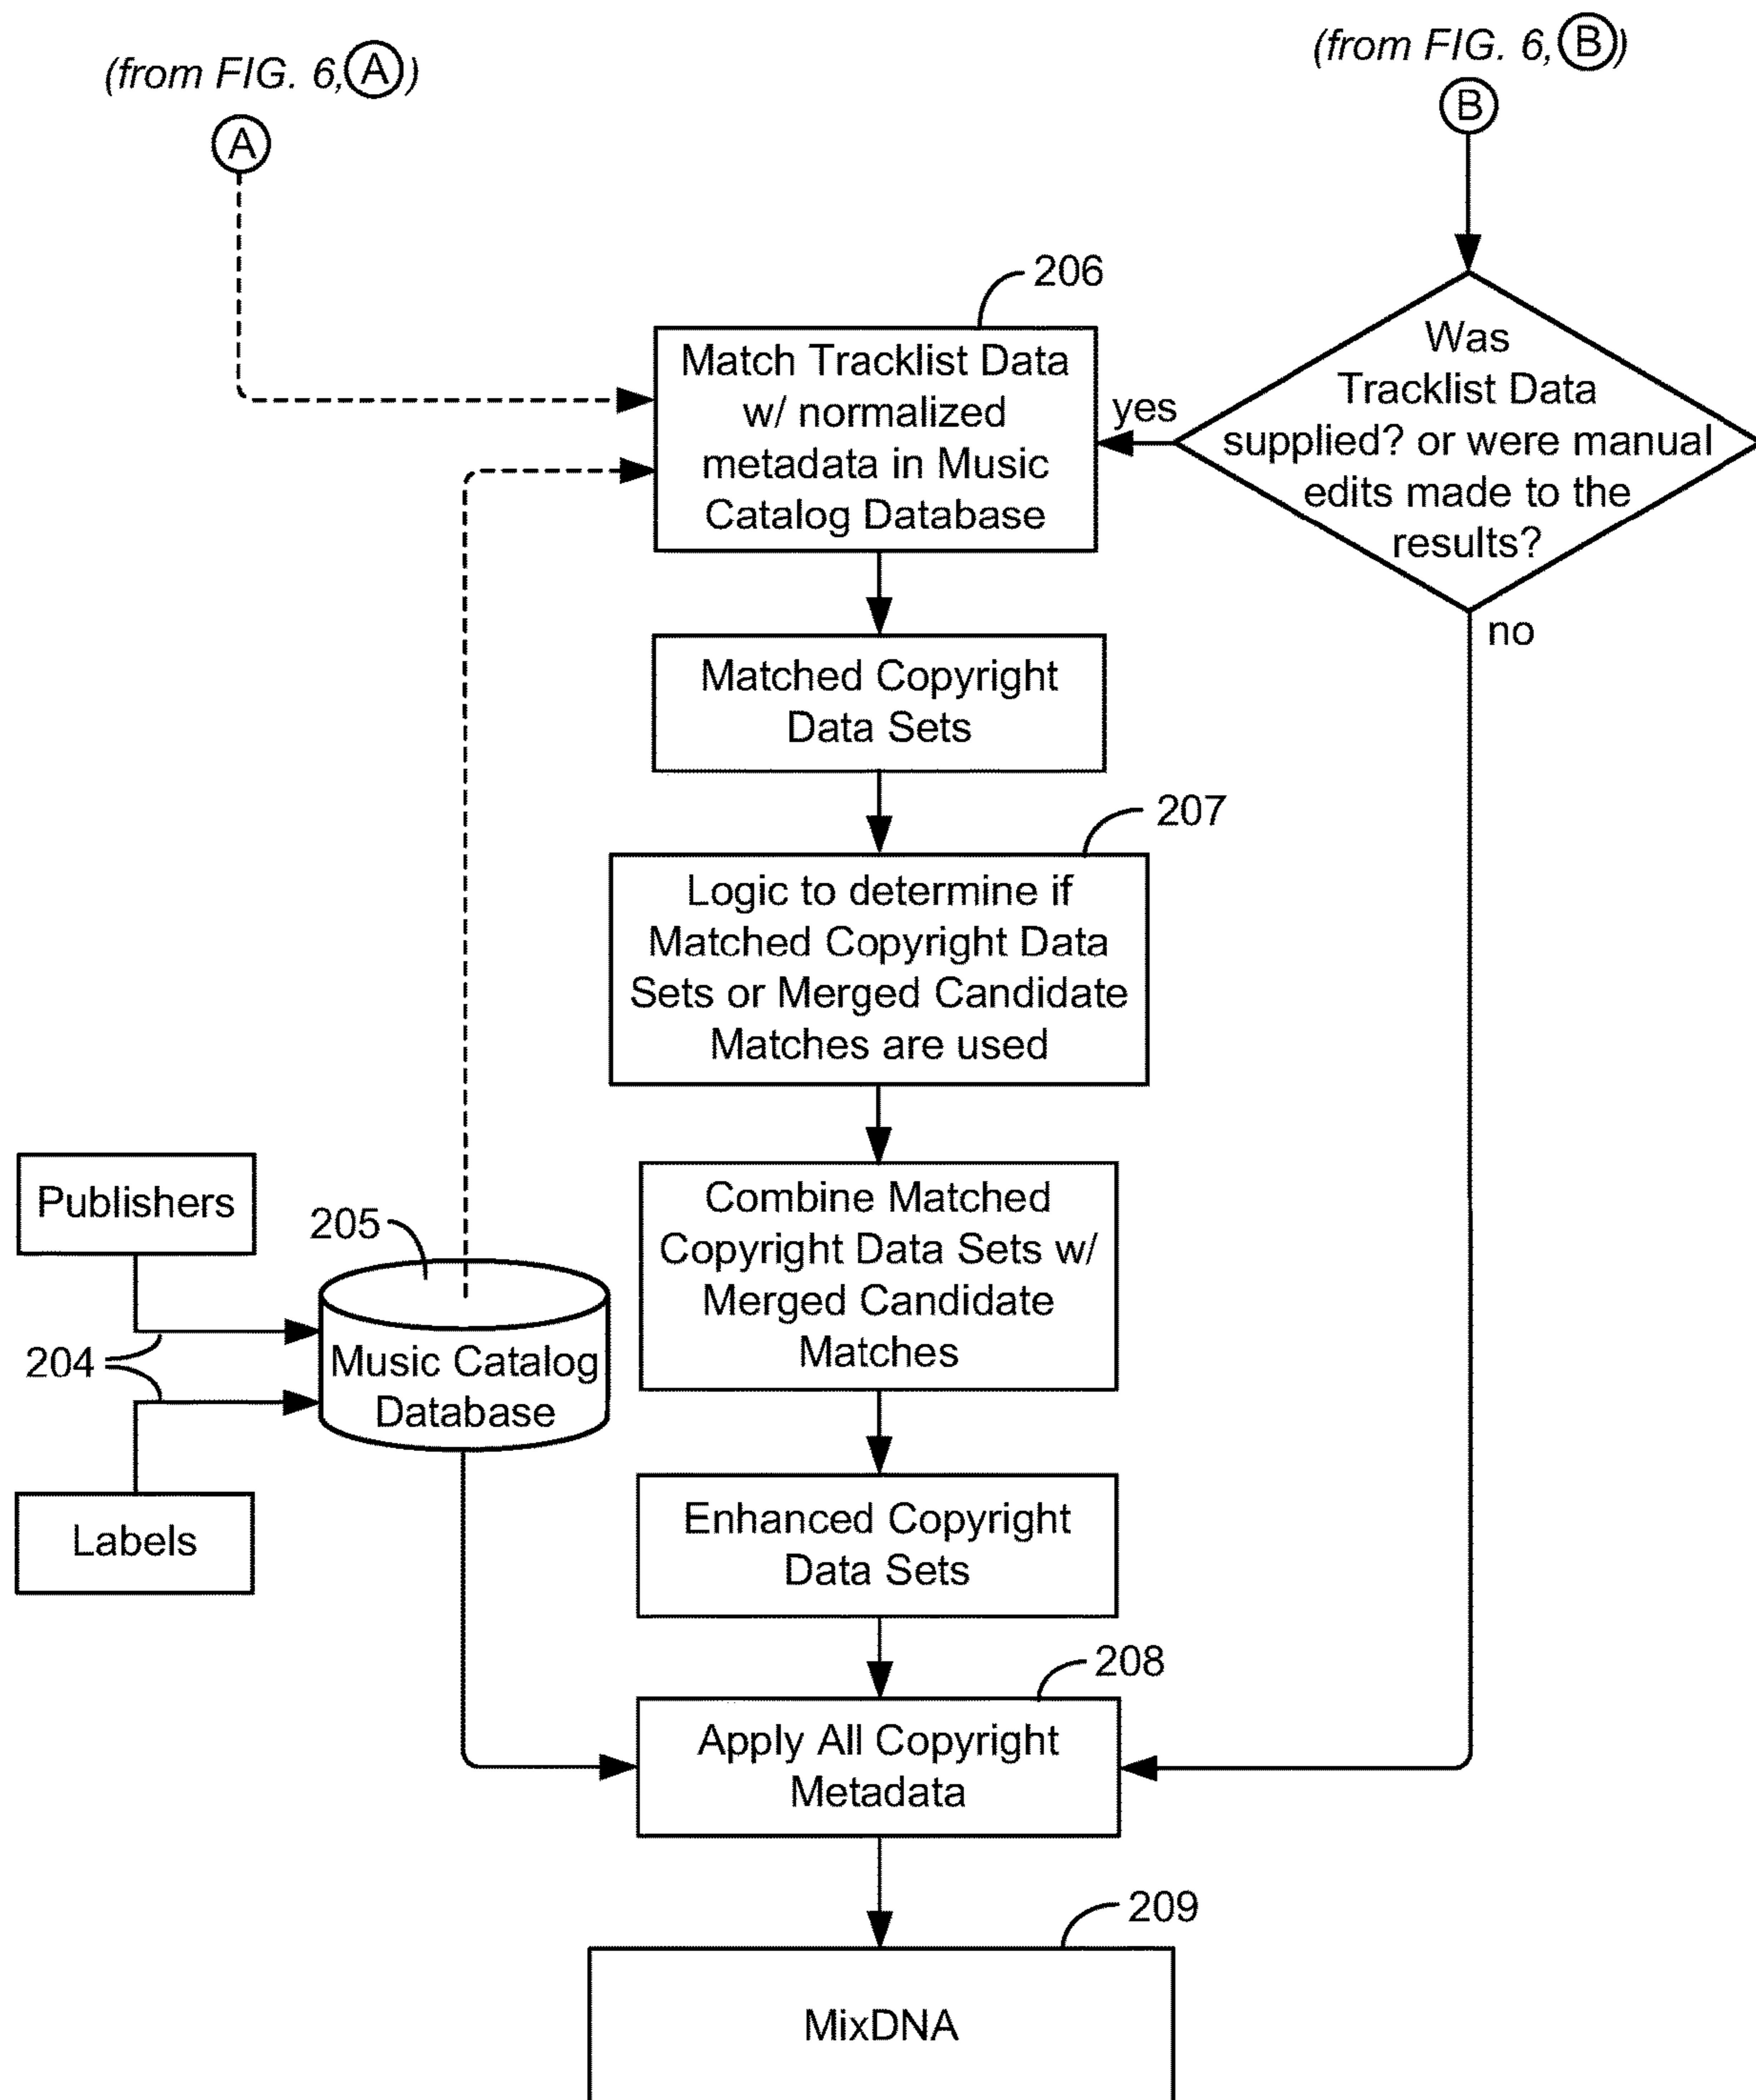 (from FIG. 6, A)
A
(from FIG. 6, B)
B
Was
Tracklist Data
supplied? or were manual
edits made to the
results?
yes
no
206
Match Tracklist Data
w/ normalized
metadata in Music
Catalog Database
Matched Copyright
Data Sets
207
Logic to determine if
Matched Copyright Data
Sets or Merged Candidate
Matches are used
Combine Matched
Copyright Data Sets w/
Merged Candidate
Matches
Publishers
205
204
Music Catalog
Database
Labels
Enhanced Copyright
Data Sets
208
Apply All Copyright
Metadata
209
MixDNA